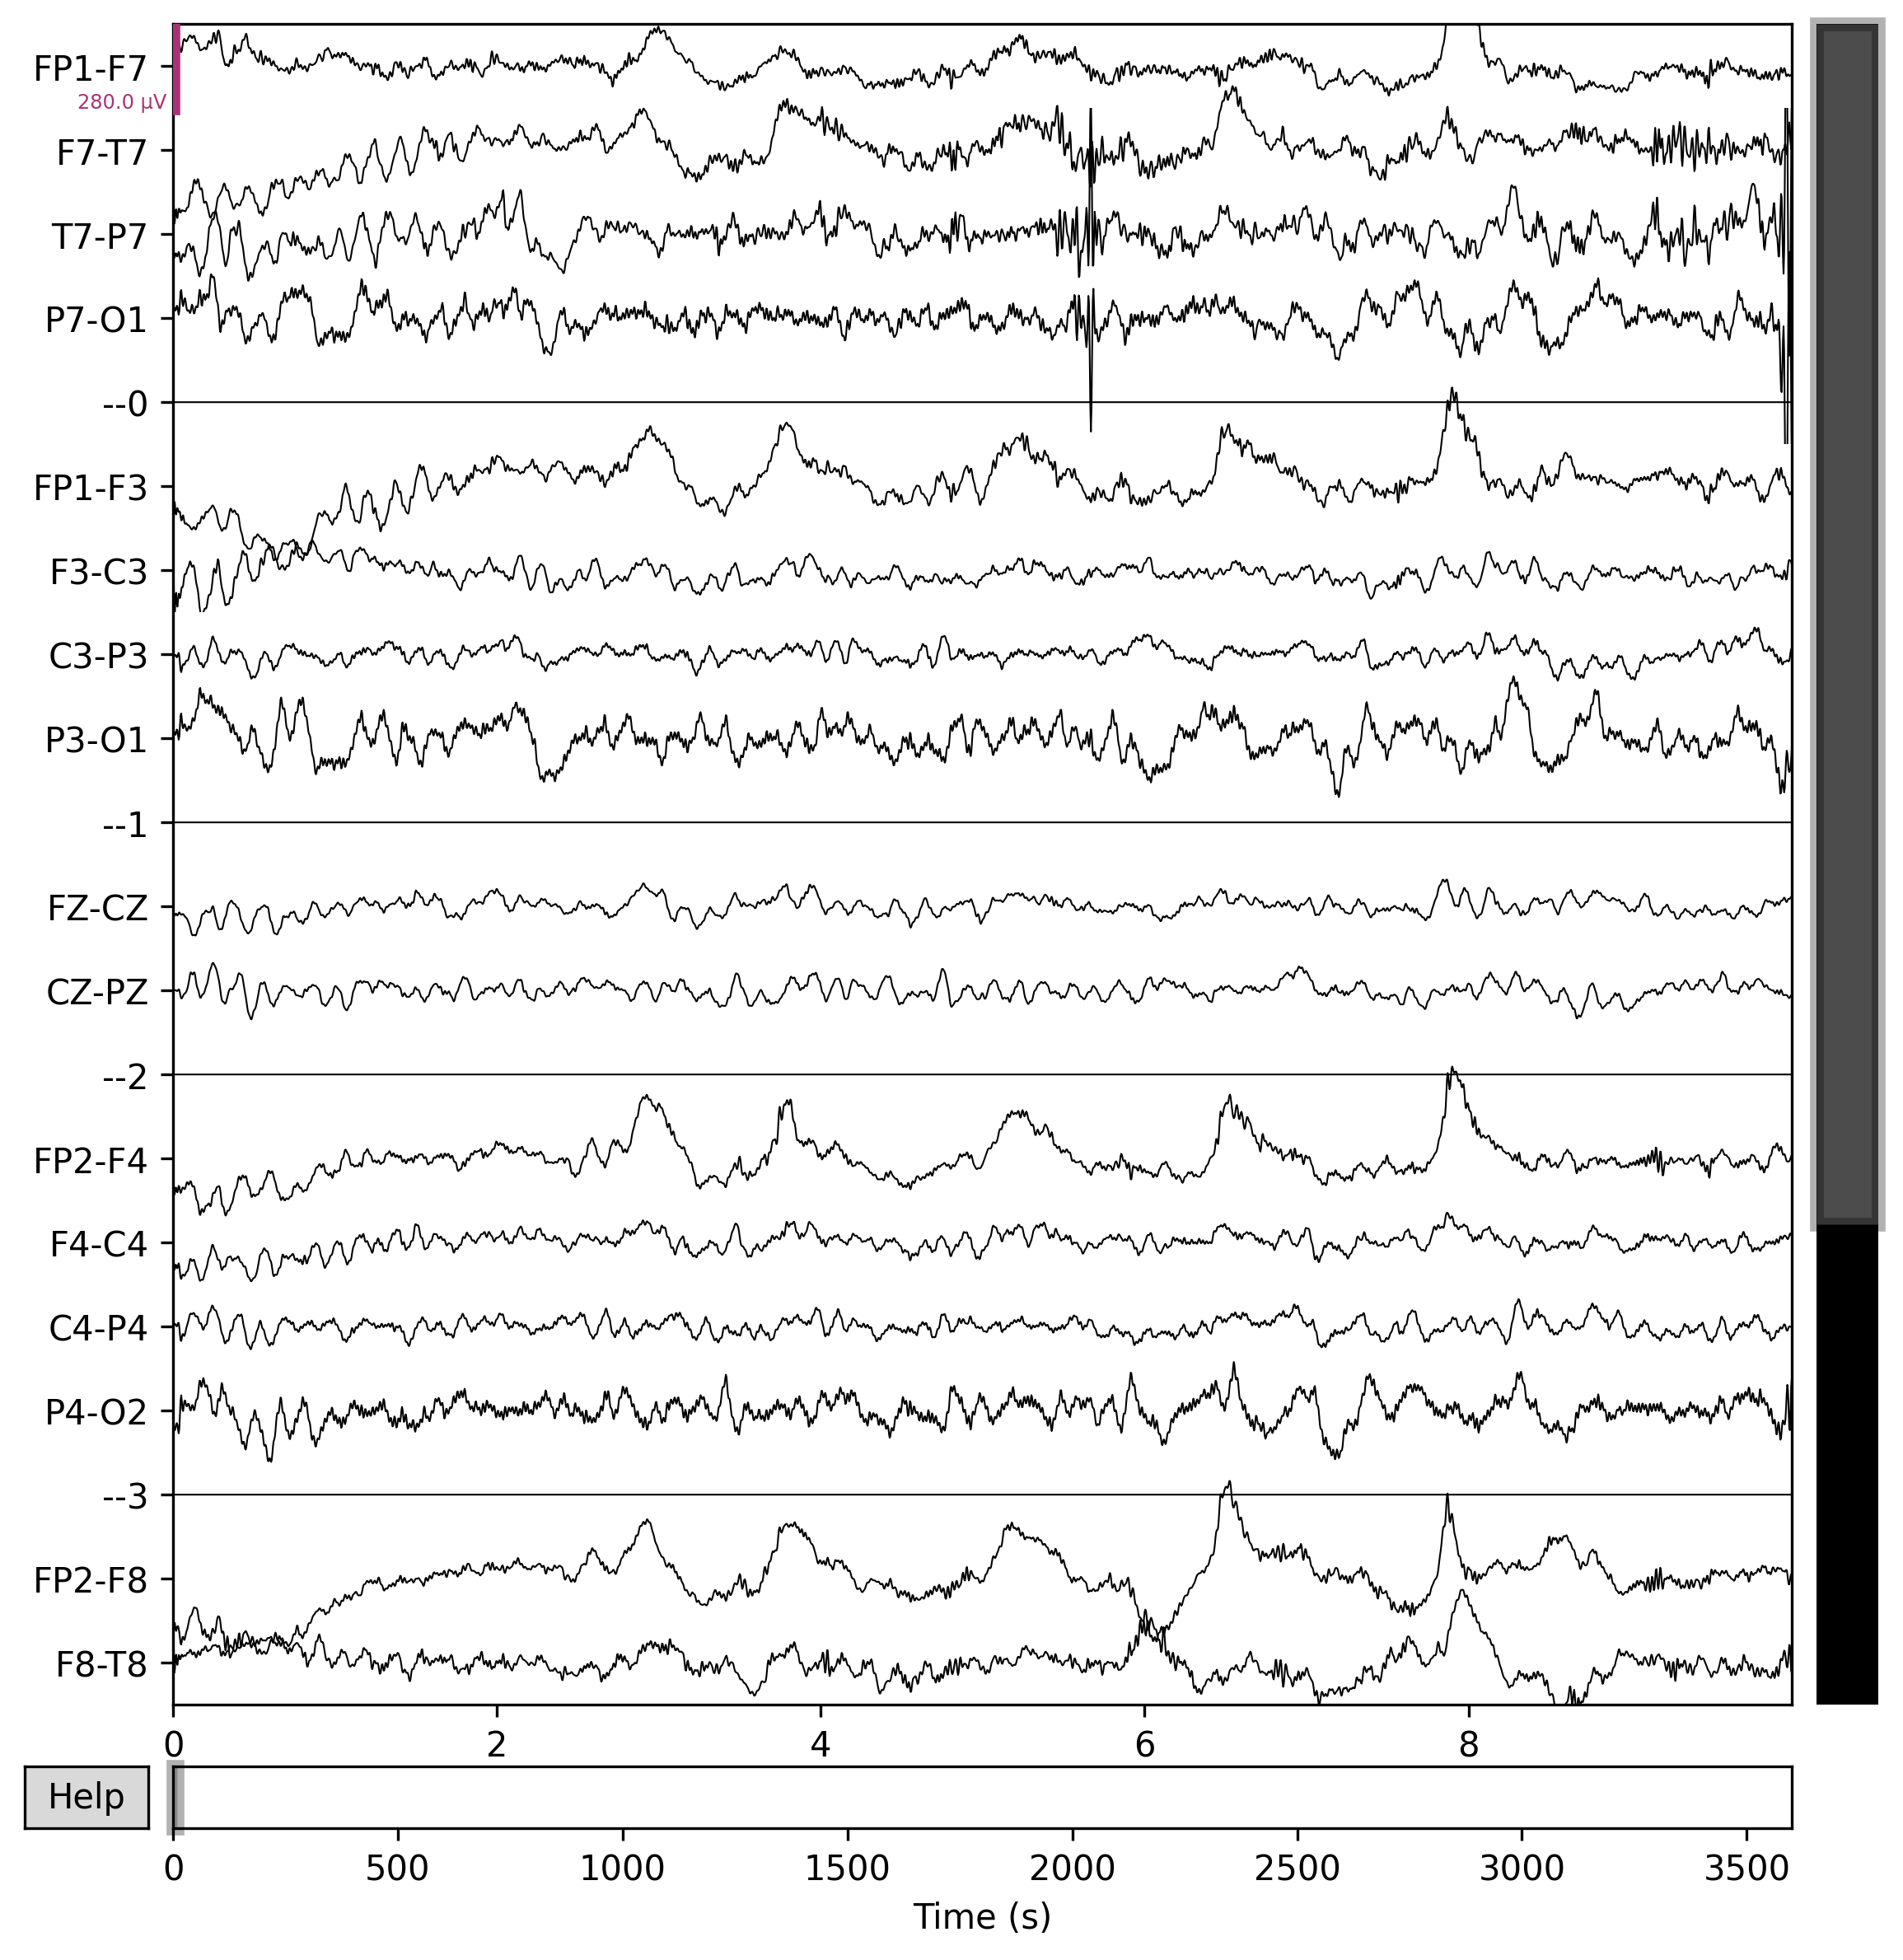 FP1-F7
280.0 µV
F7-T7
T7-P7
P7-O1
--0
FP1-F3
F3-C3
C3-P3
P3-O1
--1
FZ-CZ
CZ-PZ
--2
FP2-F4
F4-C4
C4-P4
P4-O2
--3
FP2-F8
F8-T8
0 2 4 6 8
Help
0 500 1000 1500 2000 2500 3000 3500
Time (s)